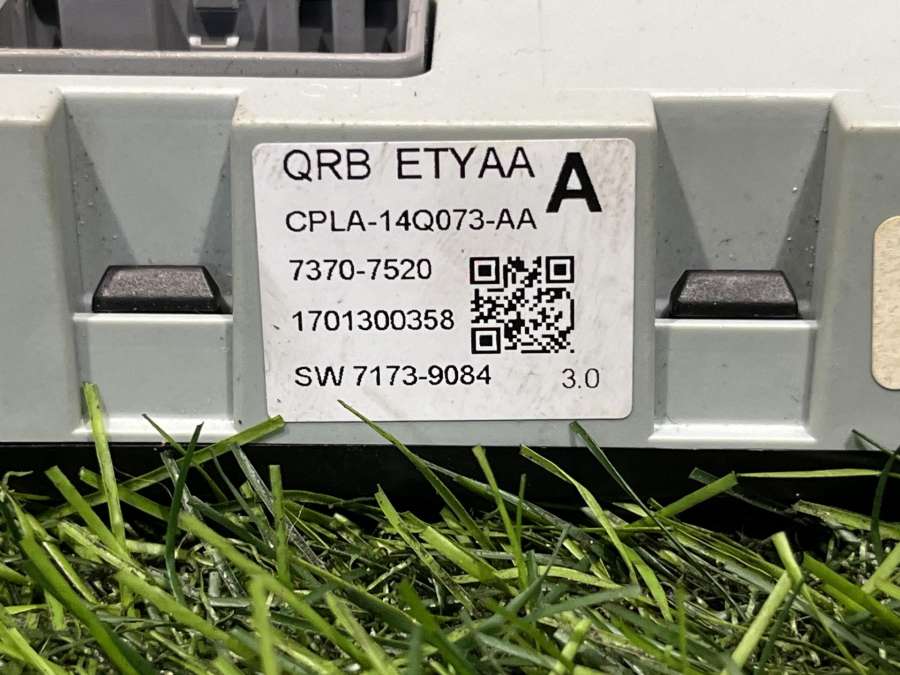 QRB ETYAA A
CPLA-14Q073-AA
7370-7520
1701300358
SW 7173-9084 3.0